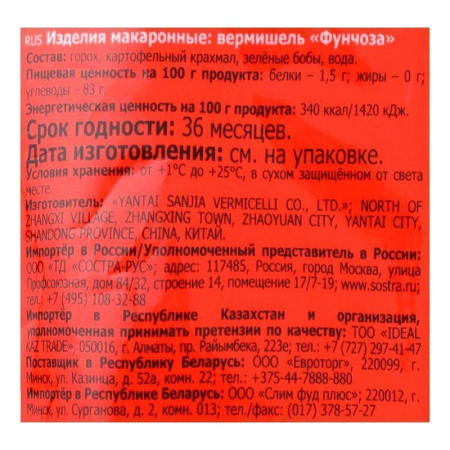 RUS Изделия макаронные: вермишель «Фунчоза»
Состав: горох, картофельный крахмал, зелёные бобы, вода.
Пищевая ценность на 100 г продукта: белки – 1,5 г; жиры – 0 г;
углеводы – 83 г.
Энергетическая ценность на 100 г продукта: 340 ккал/1420 кДж.
Срок годности: 36 месяцев.
Дата изготовления: см. на упаковке.
Условия хранения: от +1°С до +25°С, в сухом защищённом от света
месте.
Изготовитель: «YANTAI SANJIA VERMICELLI CO., LTD.»; NORTH OF
ZHANGXI VILLAGE, ZHANGXING TOWN, ZHAOYUAN CITY, YANTAI CITY,
SHANDONG PROVINCE, CHINA, КИТАЙ.
Импортёр в России/Уполномоченный представитель в России:
ООО «ТД «СОСТРА-РУС»; адрес: 117485, Россия, город Москва, улица
Профсоюзная, дом 84/32, строение 14, помещение 17/7-19; www.sostra.ru
тел.: +7 (495) 108-32-88
Импортёр в Республике Казахстан и организация,
уполномоченная принимать претензии по качеству: ТОО «IDEAL
KAZ TRADE», 050016, г. Алматы, пр. Райымбека, 223е; тел.: +7 (727) 297-41-47
Поставщик в Республику Беларусь: ООО «Евроторг», 220099, г.
Минск, ул. Казинца, д. 52а, комн. 22; тел.: +375-44-7888-880
Импортёр в Республику Беларусь: ООО «Слим фуд плюс»; 220012, г.
Минск, ул. Сурганова, д. 2, комн. 013; тел./факс: (017) 378-57-27